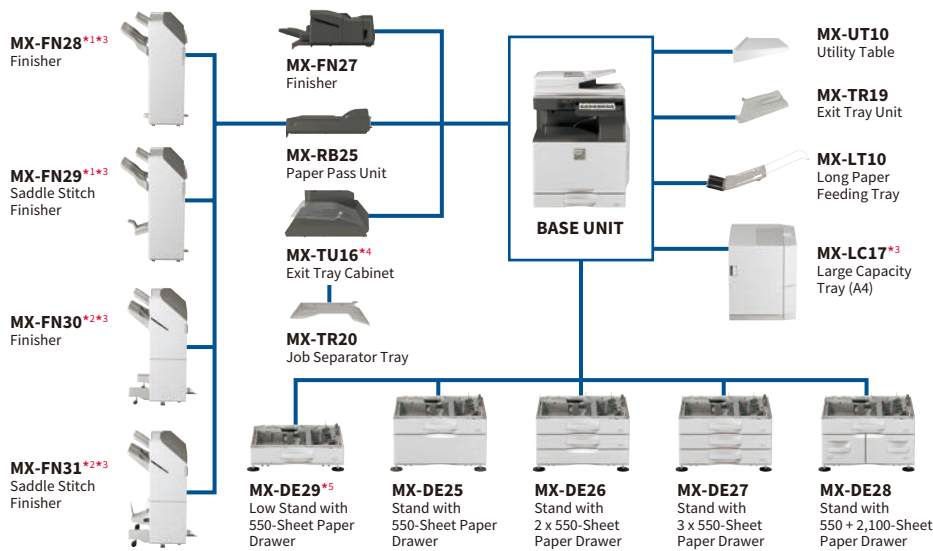 MX-FN28*1*3
Finisher
MX-FN29*1*3
Saddle Stitch
Finisher
MX-FN30*2*3
Finisher
MX-FN31*2*3
Saddle Stitch
Finisher
MX-FN27
Finisher
MX-RB25
Paper Pass Unit
MX-TU16*4
Exit Tray Cabinet
MX-TR20
Job Separator Tray
BASE UNIT
MX-UT10
Utility Table
MX-TR19
Exit Tray Unit
MX-LT10
Long Paper
Feeding Tray
MX-LC17*3
Large Capacity
Tray (A4)
MX-DE29*5
Low Stand with
550-Sheet Paper
Drawer
MX-DE25
Stand with
550-Sheet Paper
Drawer
MX-DE26
Stand with
2 x 550-Sheet
Paper Drawer
MX-DE27
Stand with
3 x 550-Sheet
Paper Drawer
MX-DE28
Stand with
550 + 2,100-Sheet
Paper Drawer